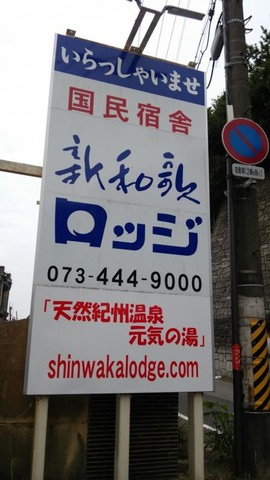 いらっしゃいませ
国民宿舎
新和歌
ロッジ
073-444-9000
「天然紀州温泉
元気の湯」
shinwakalodge.com